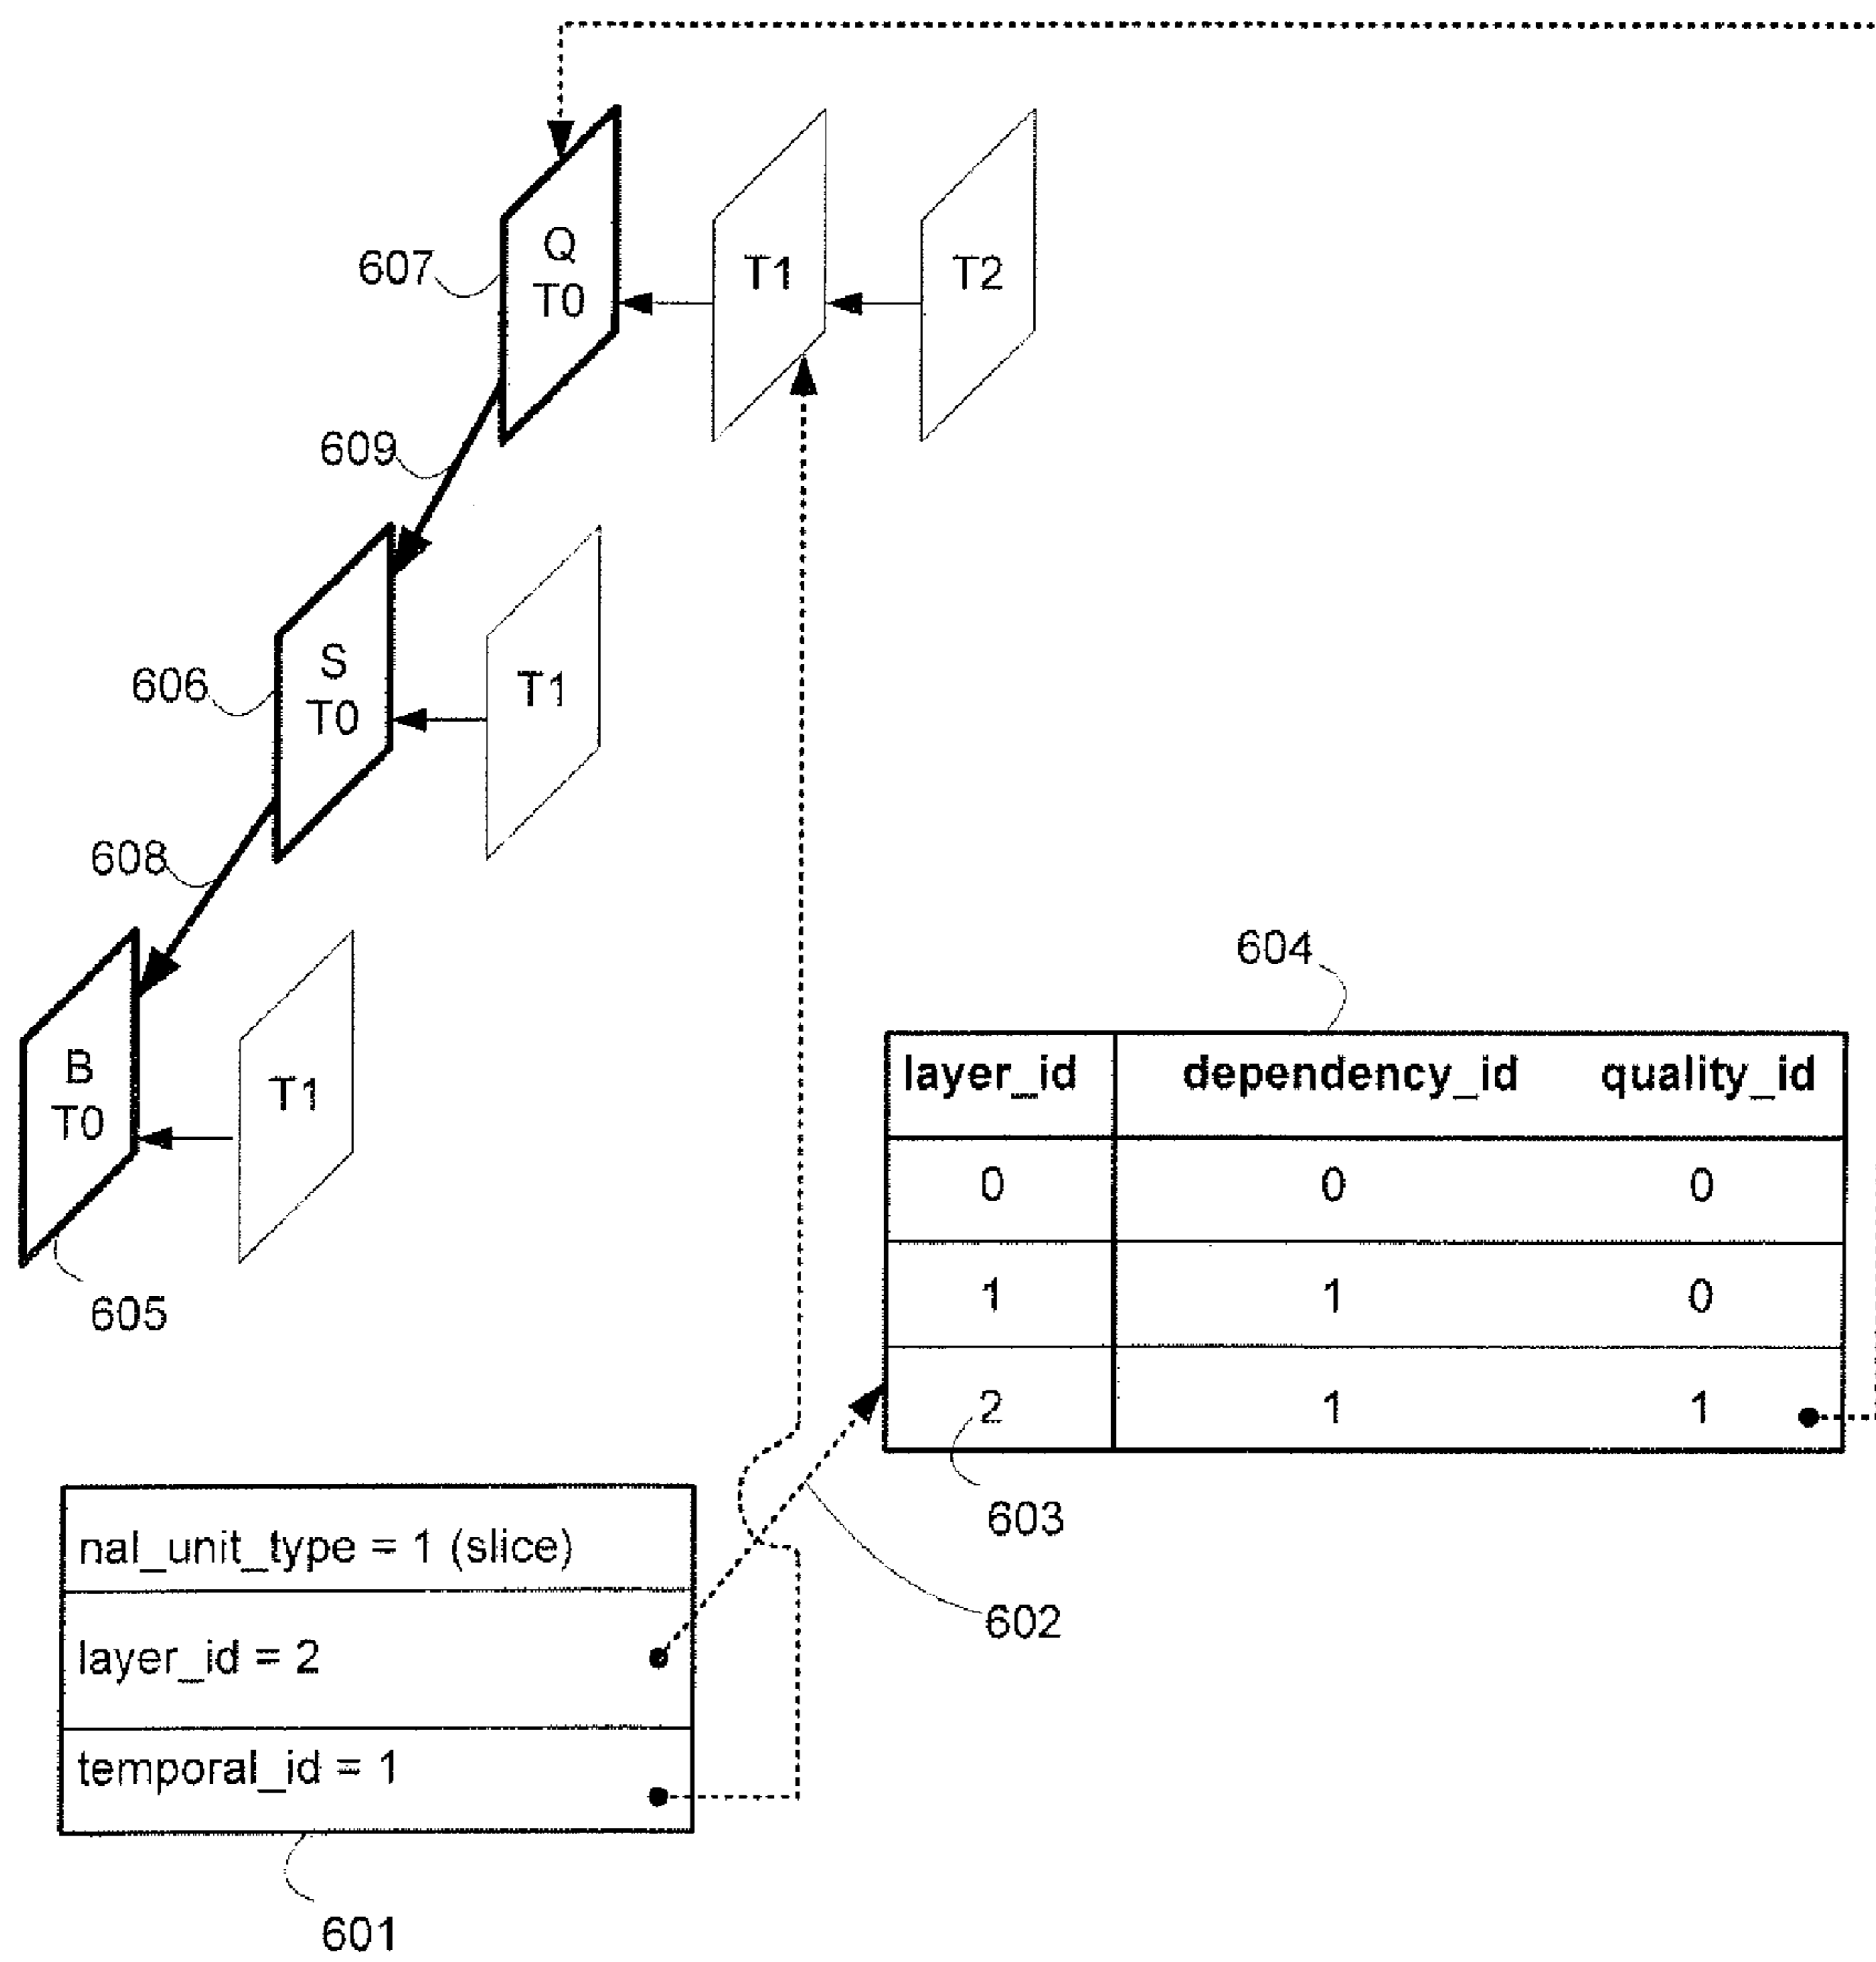 Q
T0
T1
T2
607
609
S
T0
T1
606
608
B
T0
T1
605
604
layer_id dependency_id quality_id
0 0 0
1 1 0
2 1 1
603
602
nal_unit_type = 1 (slice)
layer_id = 2
temporal_id = 1
601